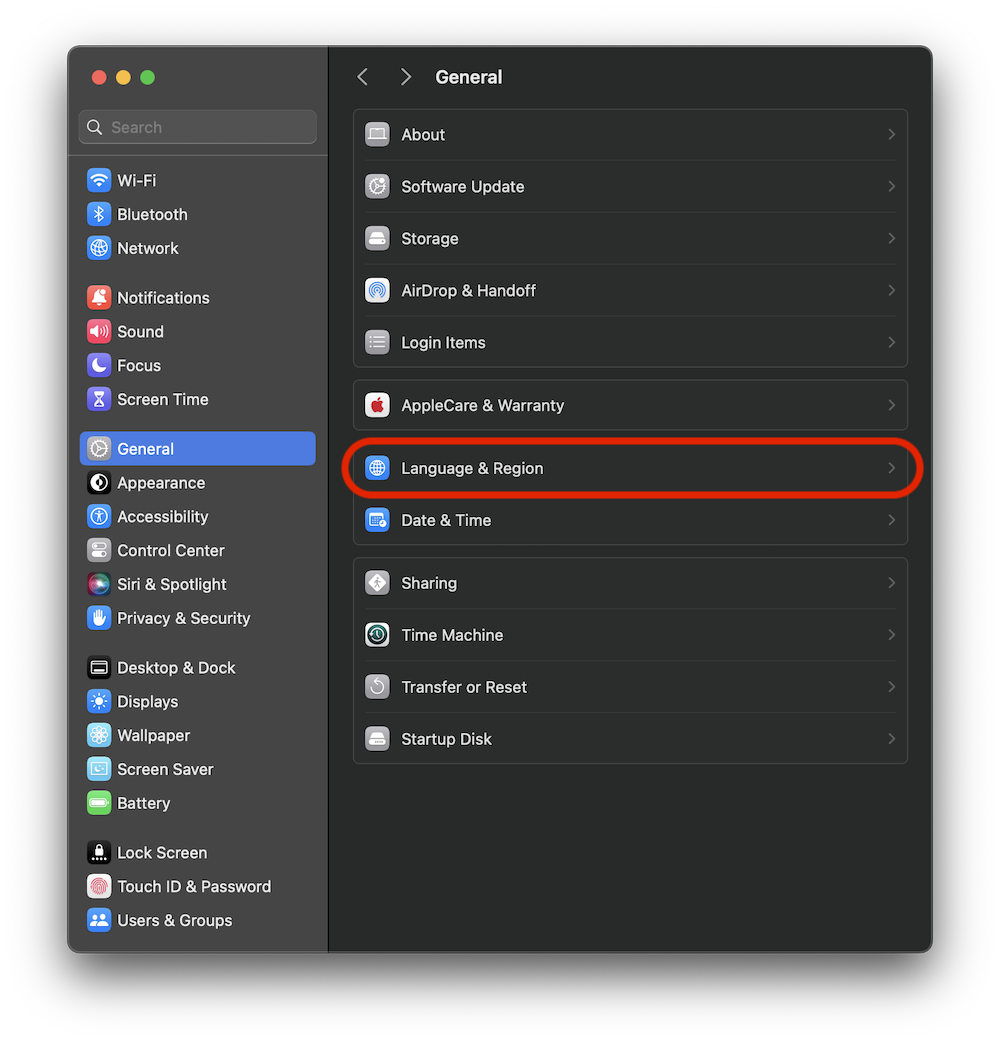 Search
Wi-Fi
Bluetooth
Network
Notifications
Sound
Focus
Screen Time
General
Appearance
Accessibility
Control Center
Siri & Spotlight
Privacy & Security
Desktop & Dock
Displays
Wallpaper
Screen Saver
Battery
Lock Screen
Touch ID & Password
Users & Groups
General
About
Software Update
Storage
AirDrop & Handoff
Login Items
AppleCare & Warranty
Language & Region
Date & Time
Sharing
Time Machine
Transfer or Reset
Startup Disk